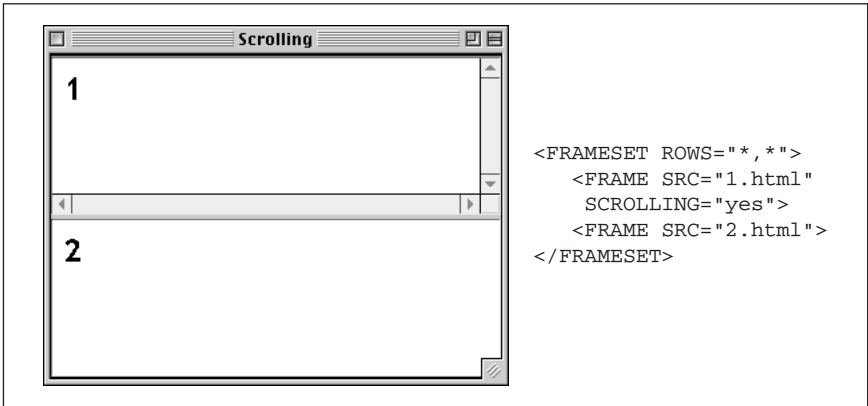 Scrolling
1
2
<FRAMESET ROWS="*,*">
<FRAME SRC="1.html"
SCROLLING="yes">
<FRAME SRC="2.html">
</FRAMESET>